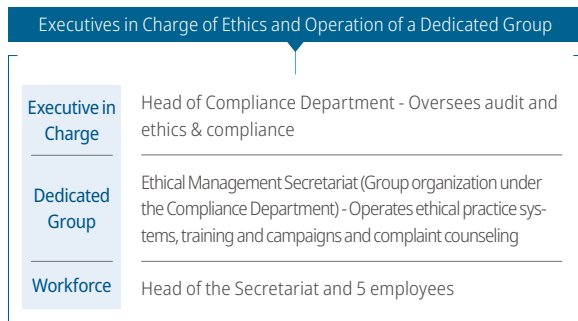 Executives in Charge of Ethics and Operation of a Dedicated Group
Executive in
Charge
Head of Compliance Department - Oversees audit and
ethics & compliance
Dedicated
Group
Ethical Management Secretariat (Group organization under
the Compliance Department) - Operates ethical practice sys-
tems, training and campaigns and complaint counseling
Workforce
Head of the Secretariat and 5 employees